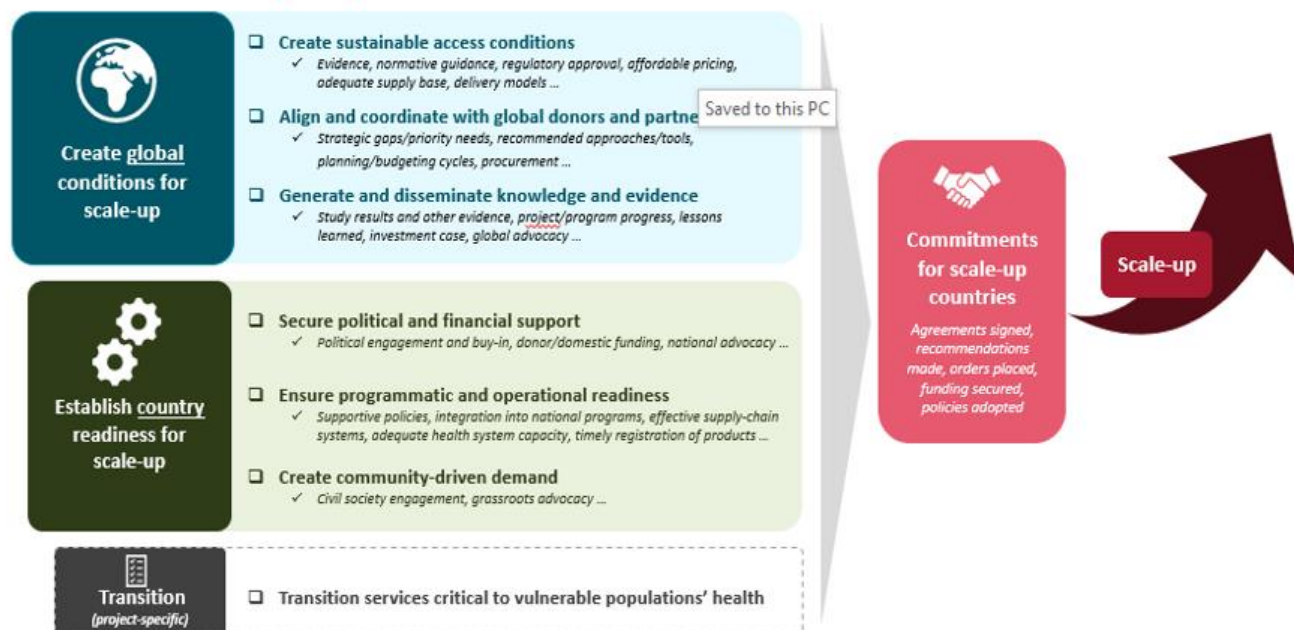 Create global
conditions for
scale-up
Create sustainable access conditions
✓ Evidence, normative guidance, regulatory approval, affordable pricing,
adequate supply base, delivery models ...
Align and coordinate with global donors and partne
Saved to this PC
✓ Strategic gaps/priority needs, recommended approaches/tools,
planning/budgeting cycles, procurement ...
Generate and disseminate knowledge and evidence
✓ Study results and other evidence, project/program progress, lessons
learned, investment case, global advocacy ...
Establish country
readiness for
scale-up
Secure political and financial support
✓ Political engagement and buy-in, donor/domestic funding, national advocacy ...
Ensure programmatic and operational readiness
✓ Supportive policies, integration into national programs, effective supply-chain
systems, adequate health system capacity, timely registration of products ...
Create community-driven demand
✓ Civil society engagement, grassroots advocacy ...
Transition
(project-specific)
Transition services critical to vulnerable populations' health
Commitments
for scale-up
countries
Agreements signed,
recommendations
made, orders placed,
funding secured,
policies adopted
Scale-up